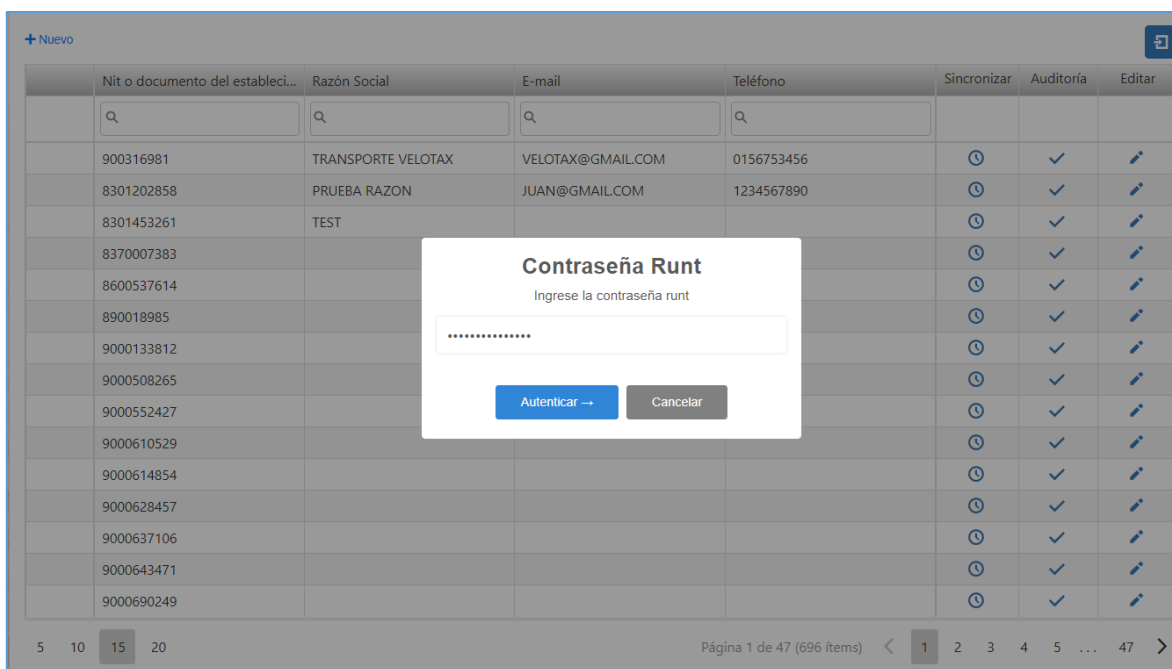 + Nuevo
Nit o documento del estableci... Razón Social E-mail Teléfono Sincronizar Auditoría Editar
900316981 TRANSPORTE VELOTAX VELOTAX@GMAIL.COM 0156753456
8301202858 PRUEBA RAZON JUAN@GMAIL.COM 1234567890
8301453261 TEST
8370007383
8600537614
890018985
9000133812
9000508265
9000552427
9000610529
9000614854
9000628457
9000637106
9000643471
9000690249
Contraseña Runt
Ingrese la contraseña runt
•••••••••••••••
Autenticar → Cancelar
5 10 15 20 Página 1 de 47 (696 ítems) 1 2 3 4 5 ... 47